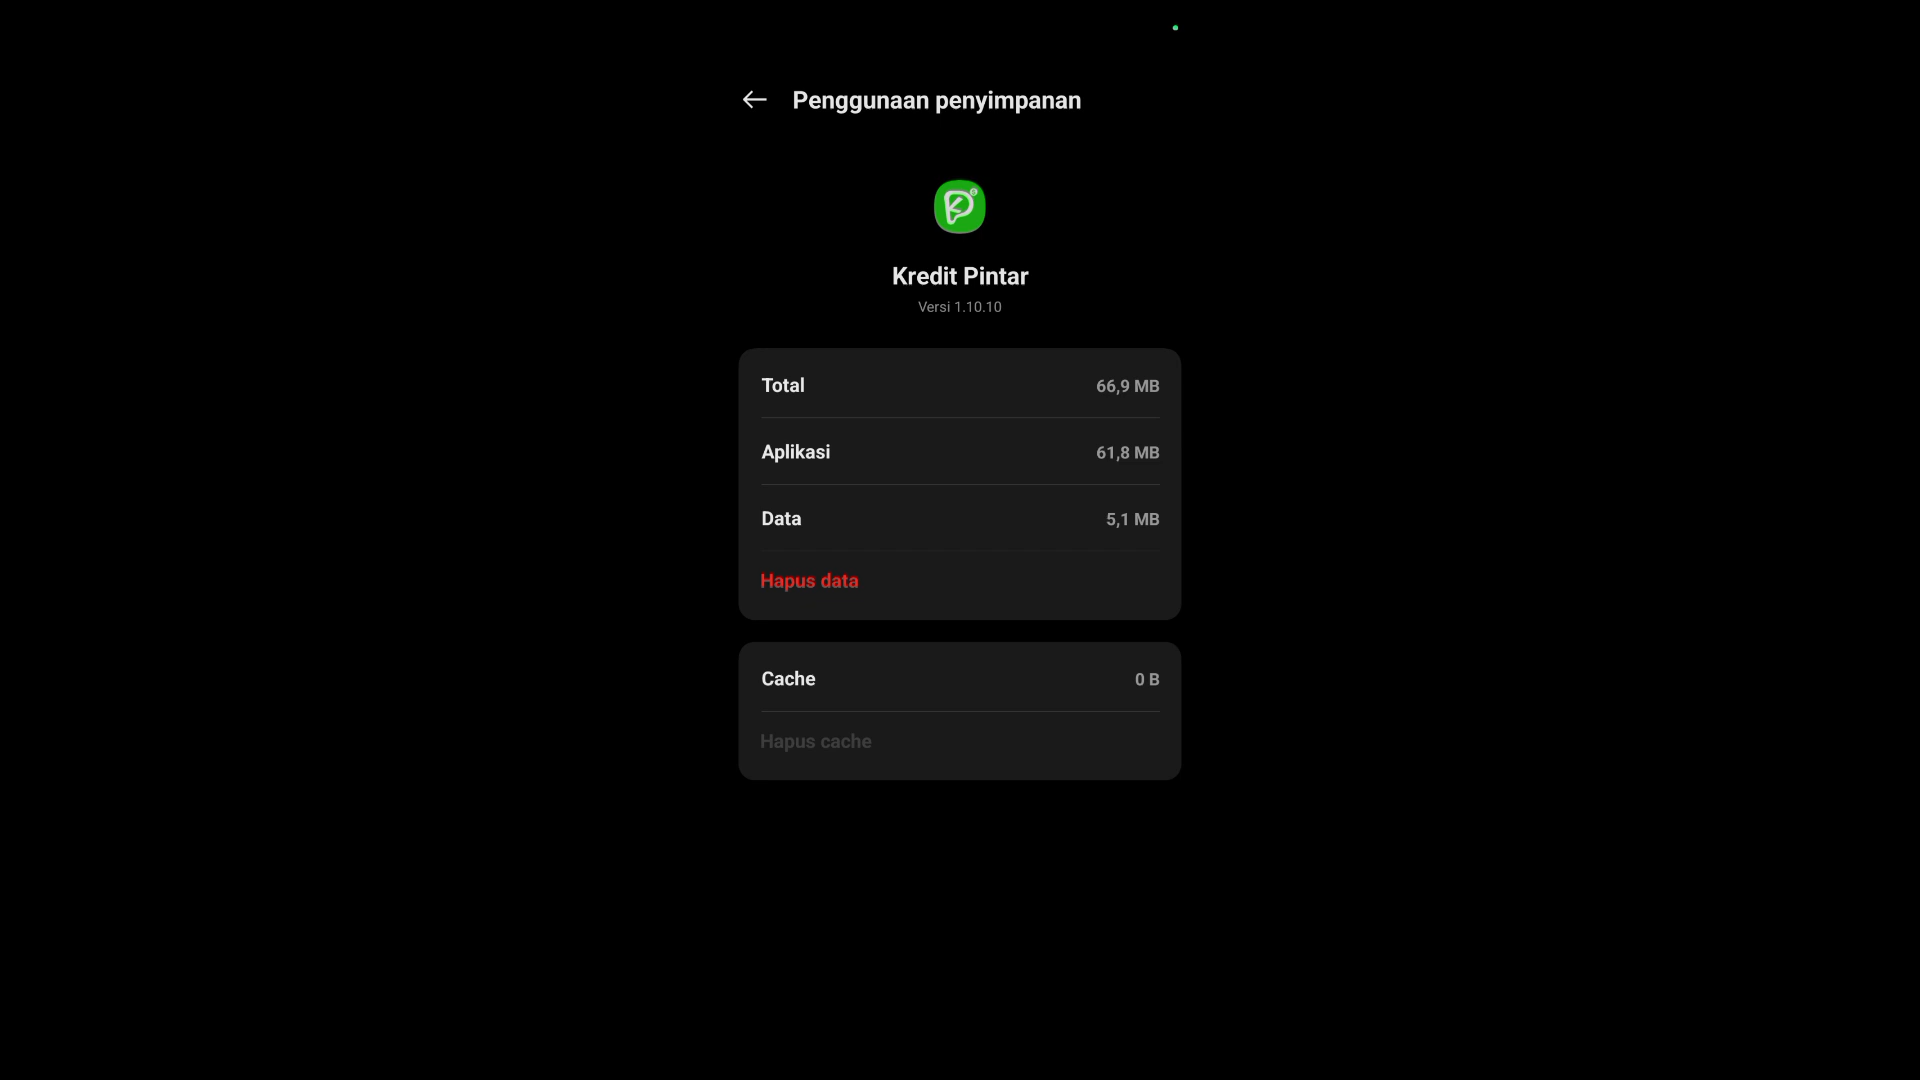 Penggunaan penyimpanan
Kredit Pintar
Versi 1.10.10
Total 66,9 MB
Aplikasi 61,8 MB
Data 5,1 MB
Hapus data
Cache 0 B
Hapus cache